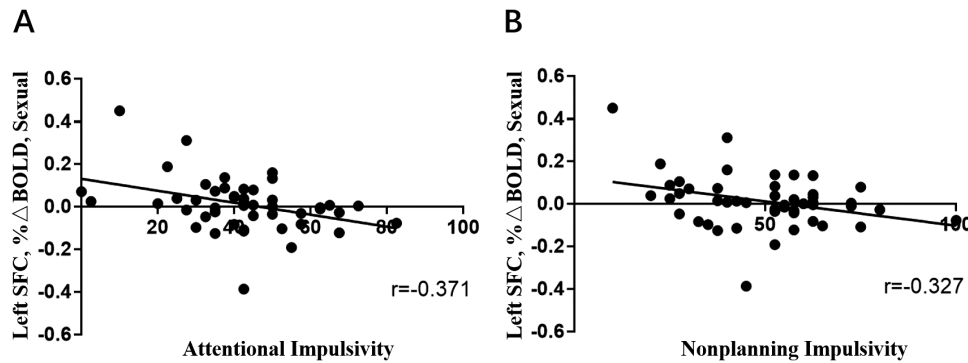 A
Left SFC, % △BOLD, Sexual
0.6
0.4
0.2
0.0
-0.2
-0.4
-0.6
20 40 60 80 100
r=-0.371
Attentional Impulsivity
B
Left SFC, % △BOLD, Sexual
0.6
0.4
0.2
0.0
-0.2
-0.4
-0.6
50 100
r=-0.327
Nonplanning Impulsivity